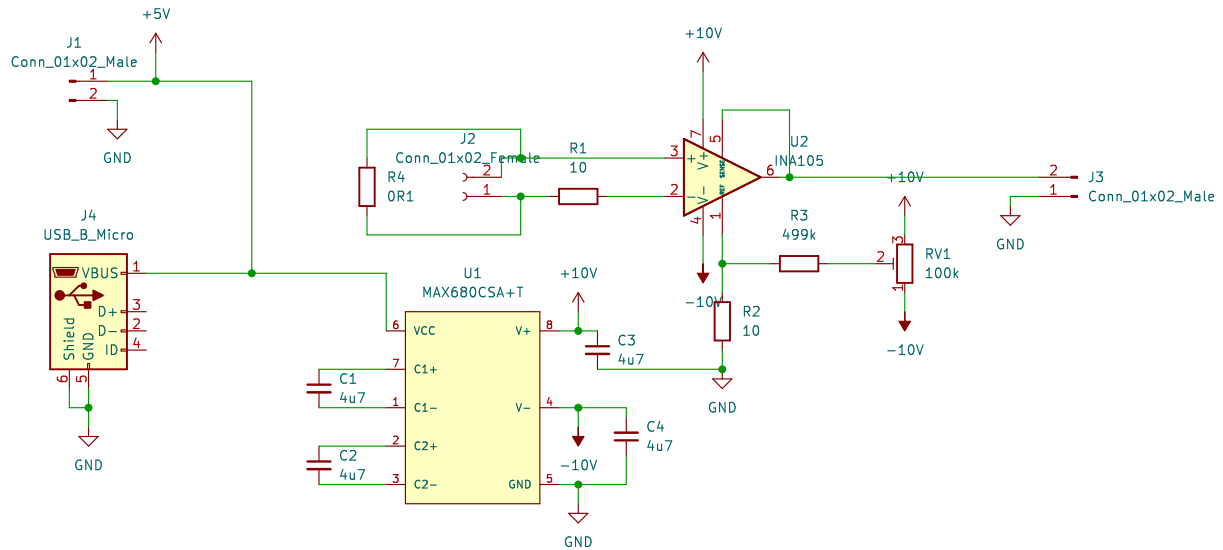 +5V
J1
Conn_01x02_Male
1
2
GND
J4
USB_B_Micro
VBUS 1
D+ 3
D- 2
ID 4
Shield
GND
6
5
GND
J2
Conn_01x02_Female
2
1
R4
0R1
R1
10
+10V
7
5
3
+
V+
SENSE
U2
INA105
6
2
-
V-
REF
4
1
-10V
R3
499k
R2
10
GND
+10V
3
2
RV1
100k
1
-10V
2
J3
1
Conn_01x02_Male
GND
U1
MAX680CSA+T
6 VCC
V+ 8
7 C1+
1 C1-
V- 4
2 C2+
3 C2-
GND 5
C1
4u7
C2
4u7
+10V
C3
4u7
C4
4u7
-10V
GND